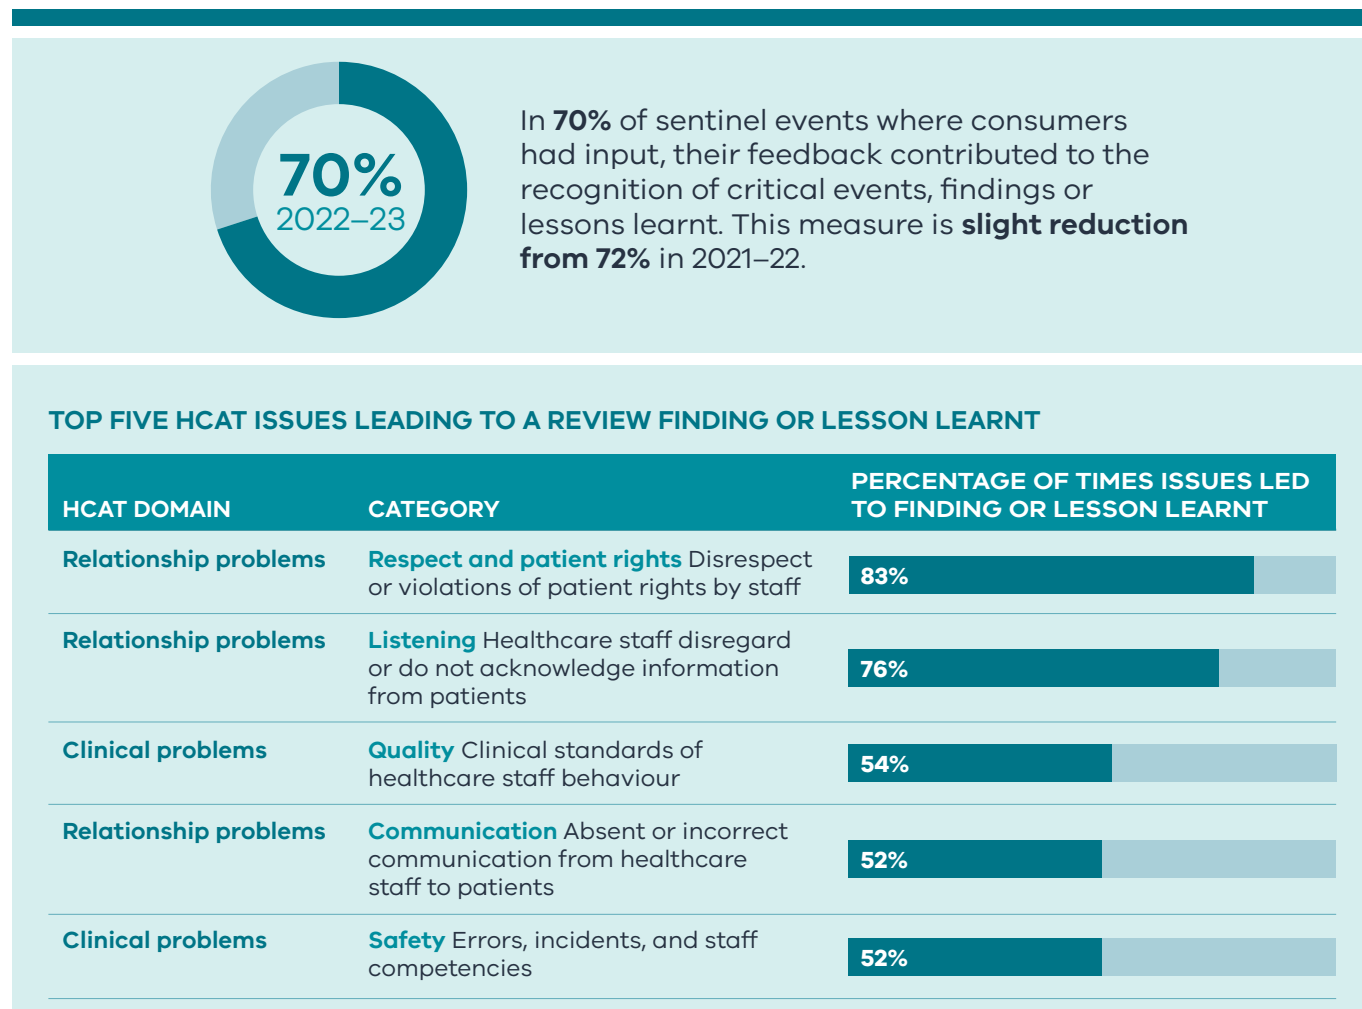 70%
2022–23
In 70% of sentinel events where consumers
had input, their feedback contributed to the
recognition of critical events, findings or
lessons learnt. This measure is slight reduction
from 72% in 2021–22.
TOP FIVE HCAT ISSUES LEADING TO A REVIEW FINDING OR LESSON LEARNT
HCAT DOMAIN
CATEGORY
PERCENTAGE OF TIMES ISSUES LED
TO FINDING OR LESSON LEARNT
Relationship problems
Respect and patient rights Disrespect
or violations of patient rights by staff
83%
Relationship problems
Listening Healthcare staff disregard
or do not acknowledge information
from patients
76%
Clinical problems
Quality Clinical standards of
healthcare staff behaviour
54%
Relationship problems
Communication Absent or incorrect
communication from healthcare
staff to patients
52%
Clinical problems
Safety Errors, incidents, and staff
competencies
52%